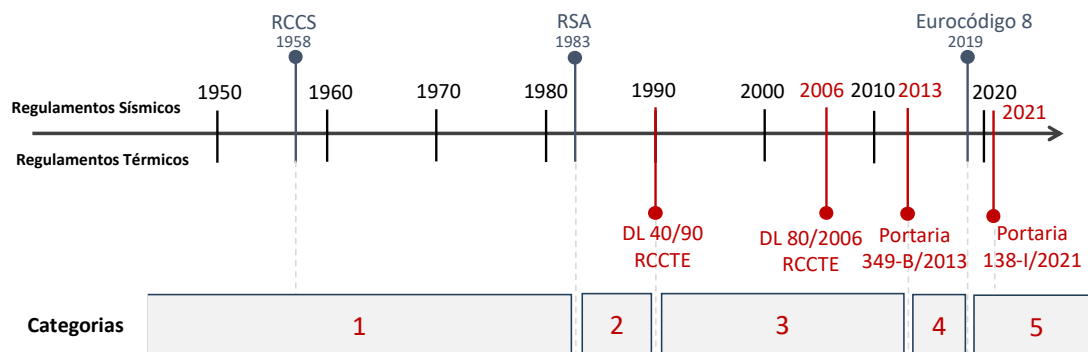 RCCS
1958
RSA
1983
Eurocódigo 8
2019
Regulamentos Sísmicos
1950
1960
1970
1980
1990
2000
2006
2010
2013
2020
2021
Regulamentos Térmicos
DL 40/90
RCCTE
DL 80/2006
RCCTE
Portaria
349-B/2013
Portaria
138-I/2021
Categorias
1
2
3
4
5